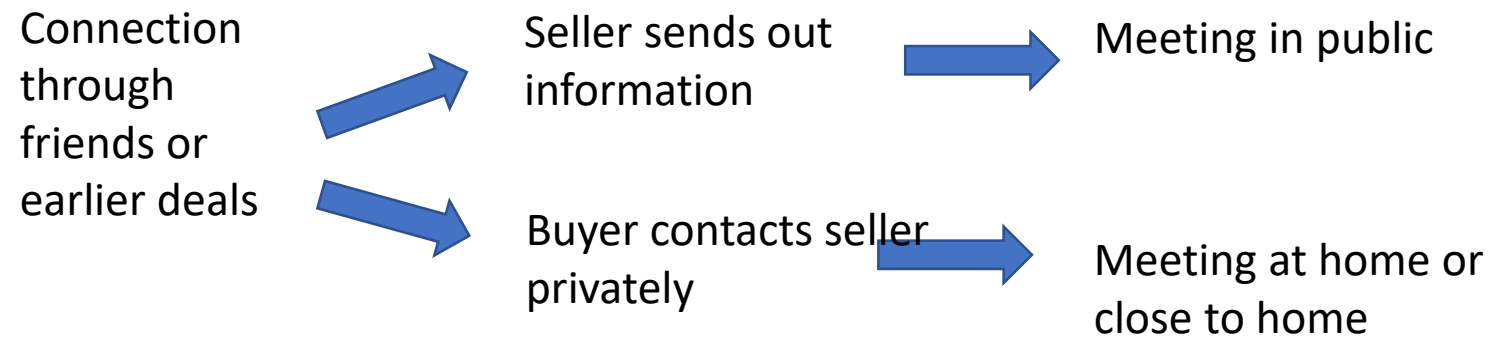 Connection
through
friends or
earlier deals
Seller sends out
information
Meeting in public
Buyer contacts seller
privately
Meeting at home or
close to home